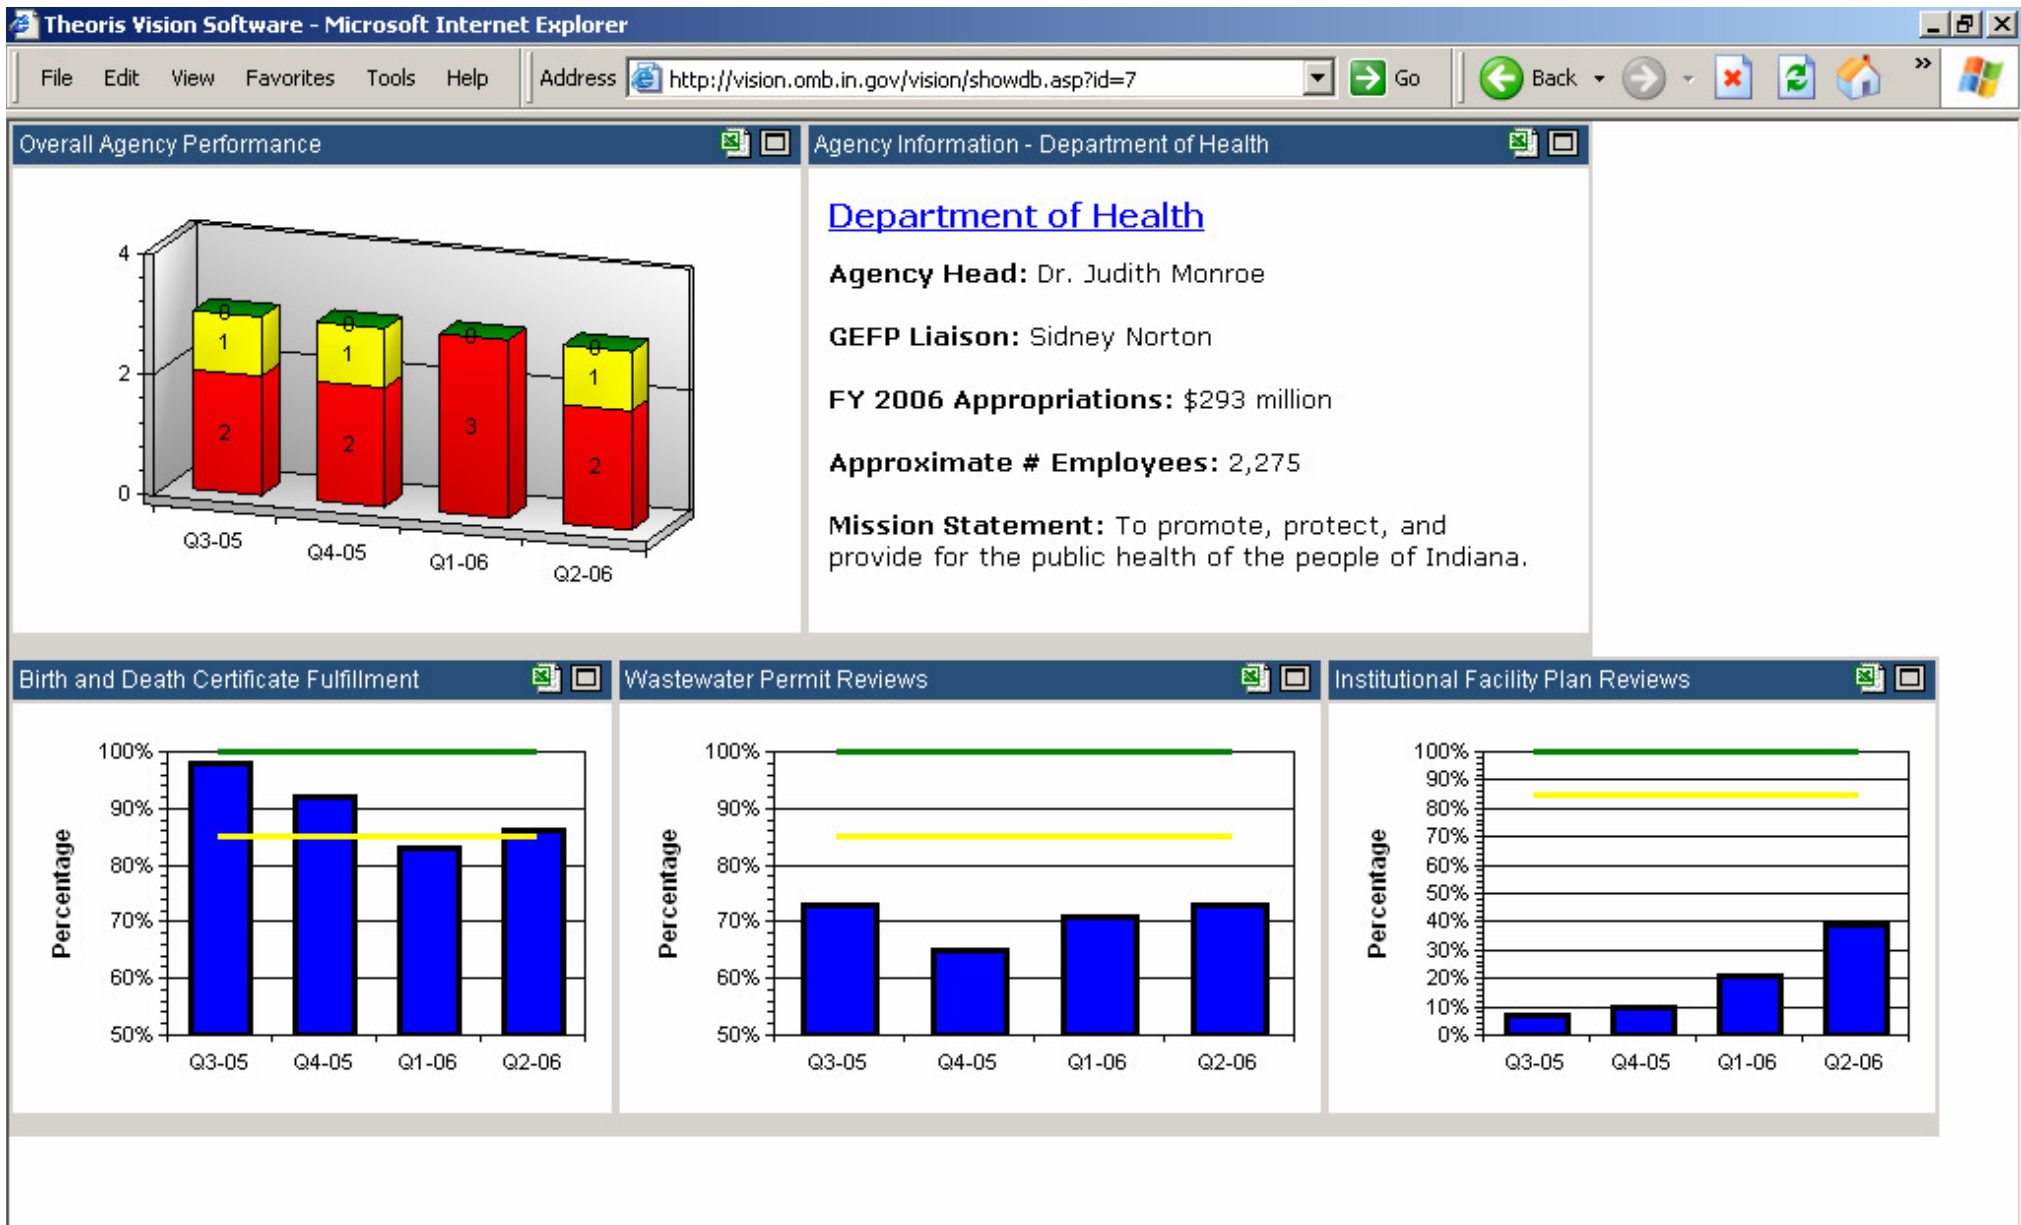 Theoris Vision Software - Microsoft Internet Explorer
File Edit View Favorites Tools Help Address http://vision.omb.in.gov/vision/showdb.asp?id=7 Go Back »
Overall Agency Performance
4
2
0
0
1
2
0
1
2
0
3
0
1
2
Q3-05
Q4-05
Q1-06
Q2-06
Agency Information - Department of Health
Department of Health
Agency Head: Dr. Judith Monroe
GEFP Liaison: Sidney Norton
FY 2006 Appropriations: $293 million
Approximate # Employees: 2,275
Mission Statement: To promote, protect, and
provide for the public health of the people of Indiana.
Birth and Death Certificate Fulfillment
Percentage
100%
90%
80%
70%
60%
50%
Q3-05 Q4-05 Q1-06 Q2-06
Wastewater Permit Reviews
Percentage
100%
90%
80%
70%
60%
50%
Q3-05 Q4-05 Q1-06 Q2-06
Institutional Facility Plan Reviews
Percentage
100%
90%
80%
70%
60%
50%
40%
30%
20%
10%
0%
Q3-05 Q4-05 Q1-06 Q2-06